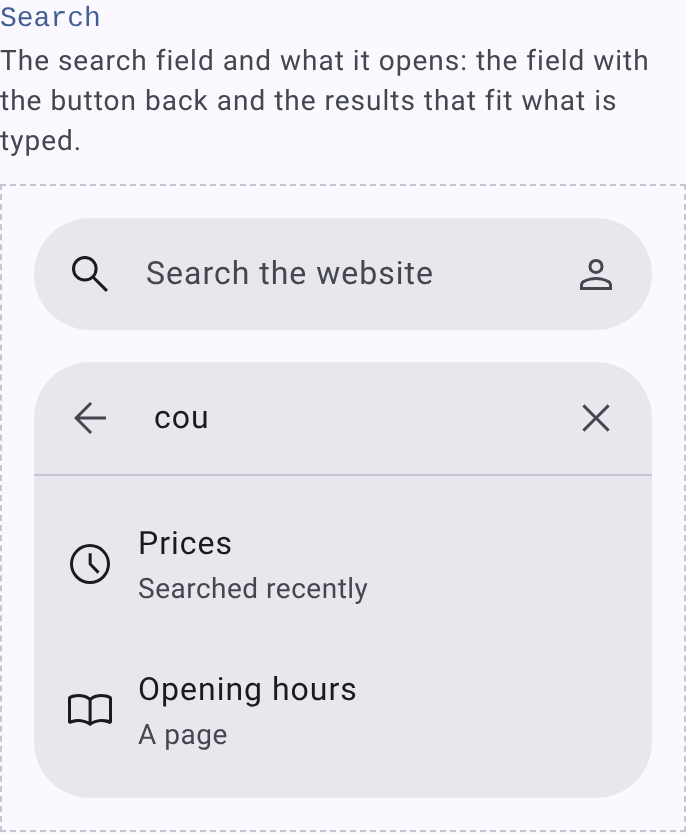 Search
The search field and what it opens: the field with
the button back and the results that fit what is
typed.
Search the website
cou
Prices
Searched recently
Opening hours
A page